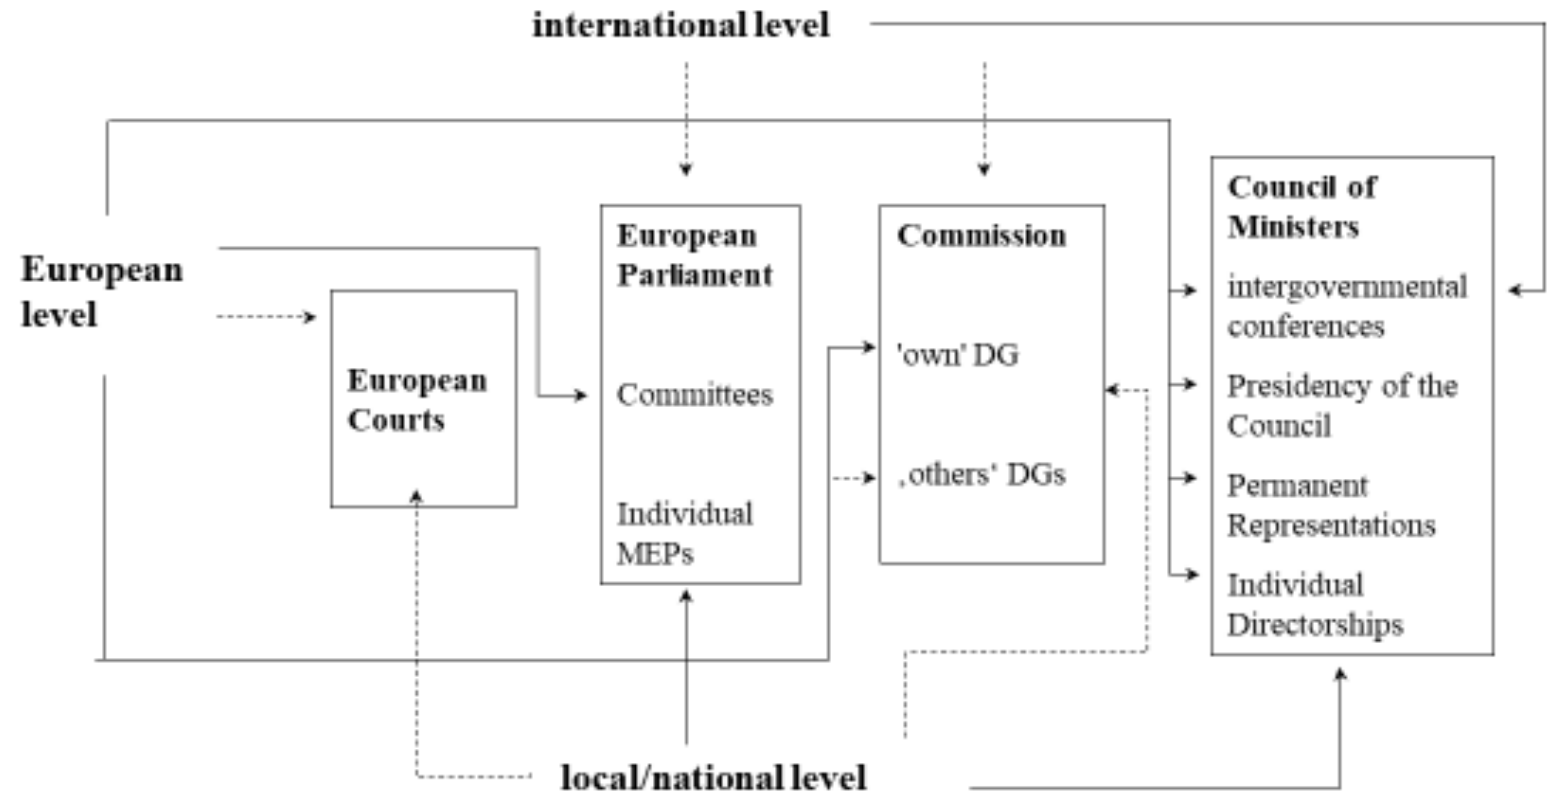 international level
European
level
European
Courts
European
Parliament
Committees
Individual
MEPs
Commission
'own' DG
‚others‘ DGs
Council of
Ministers
intergovernmental
conferences
Presidency of the
Council
Permanent
Representations
Individual
Directorships
local/national level